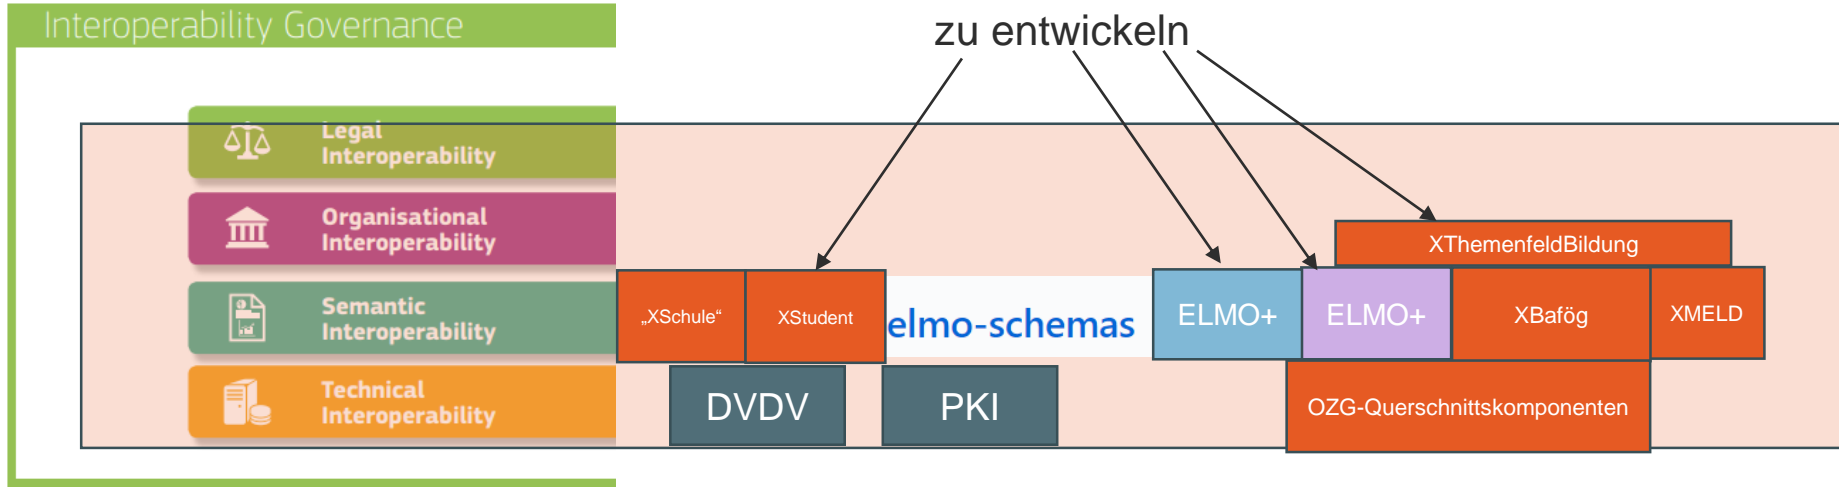 Interoperability Governance
zu entwickeln
Legal
Interoperability
Organisational
Interoperability
XThemenfeldBildung
Semantic
Interoperability
„XSchule“
XStudent
elmo-schemas
ELMO+
ELMO+
XBafög
XMELD
Technical
Interoperability
DVDV
PKI
OZG-Querschnittskomponenten